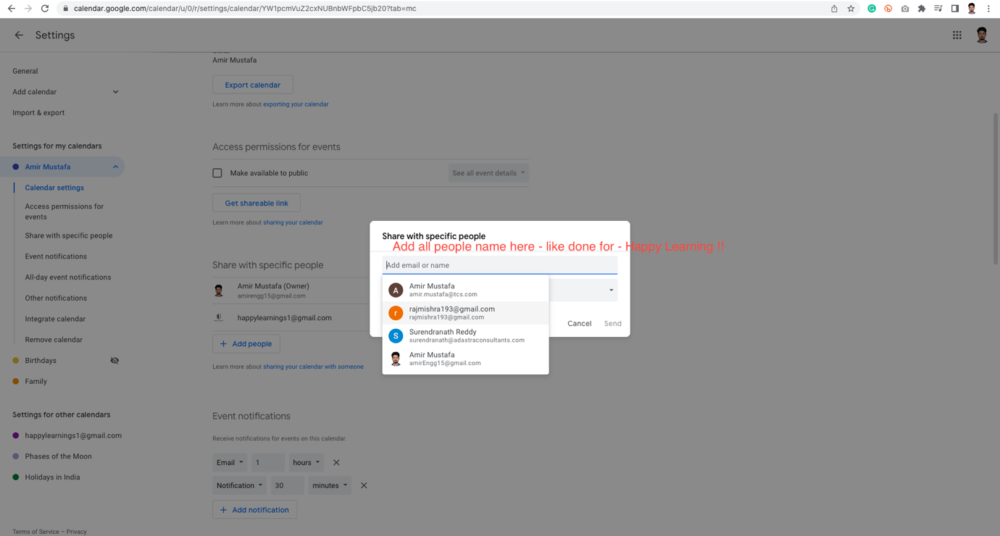 calendar.google.com/calendar/u/0/r/settings/calendar/YW1pcmVuZ2cxNUBnbWFpbC5jb20?tab=mc
Settings
General
Add calendar
Import & export
Settings for my calendars
Amir Mustafa
Calendar settings
Access permissions for
events
Share with specific people
Event notifications
All-day event notifications
Other notifications
Integrate calendar
Remove calendar
Birthdays
Family
Settings for other calendars
happylearnings1@gmail.com
Phases of the Moon
Holidays in India
Terms of Service – Privacy
Amir Mustafa
Export calendar
Learn more about exporting your calendar
Access permissions for events
Make available to public
See all event details
Get shareable link
Learn more about sharing your calendar
Share with specific people
Amir Mustafa (Owner)
amirengg15@gmail.com
happylearnings1@gmail.com
+ Add people
Learn more about sharing your calendar with someone
Event notifications
Receive notifications for events on this calendar.
Email 1 hours
Notification 30 minutes
+ Add notification
Share with specific people
Add all people name here - like done for - Happy Learning !!
Add email or name
A
Amir Mustafa
amir.mustafa@tcs.com
r
rajmishra193@gmail.com
rajmishra193@gmail.com
S
Surendranath Reddy
surendranath@adastraconsultants.com
Amir Mustafa
amirEngg15@gmail.com
Cancel Send